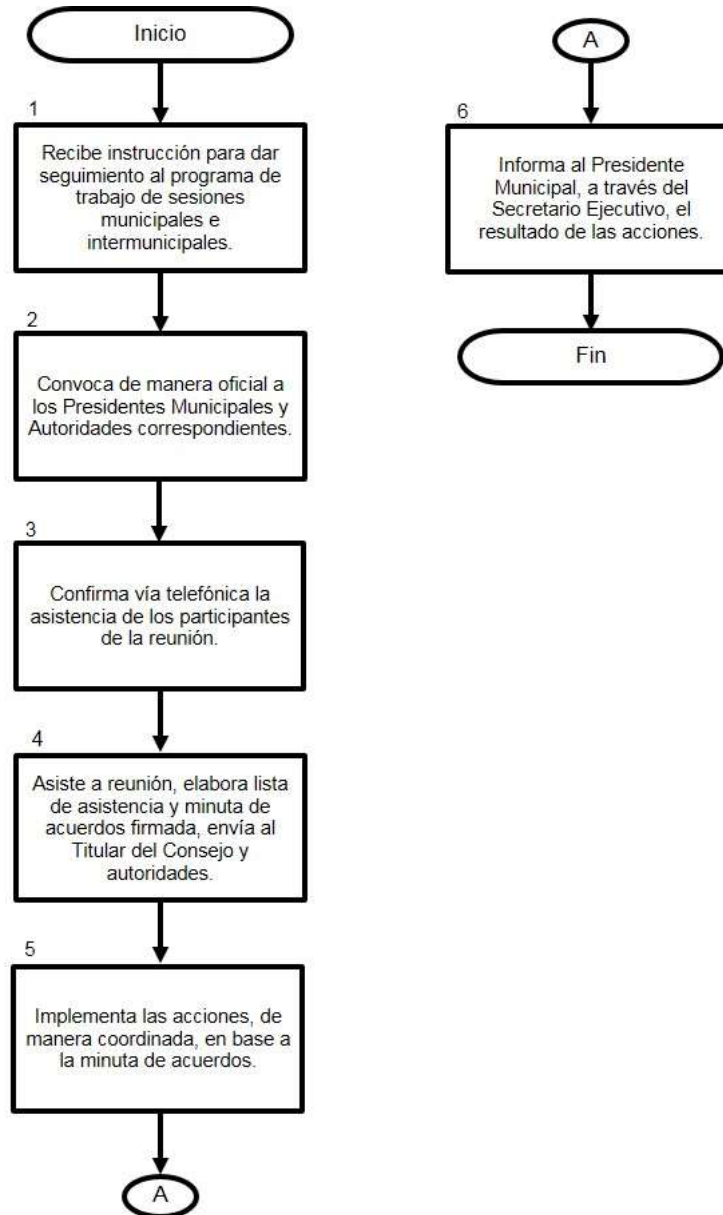 Inicio
1
Recibe instrucción para dar
seguimiento al programa de
trabajo de sesiones
municipales e
intermunicipales.
2
Convoca de manera oficial a
los Presidentes Municipales y
Autoridades correspondientes.
3
Confirma vía telefónica la
asistencia de los participantes
de la reunión.
4
Asiste a reunión, elabora lista
de asistencia y minuta de
acuerdos firmada, envía al
Titular del Consejo y
autoridades.
5
Implementa las acciones, de
manera coordinada, en base a
la minuta de acuerdos.
A
A
6
Informa al Presidente
Municipal, a través del
Secretario Ejecutivo, el
resultado de las acciones.
Fin